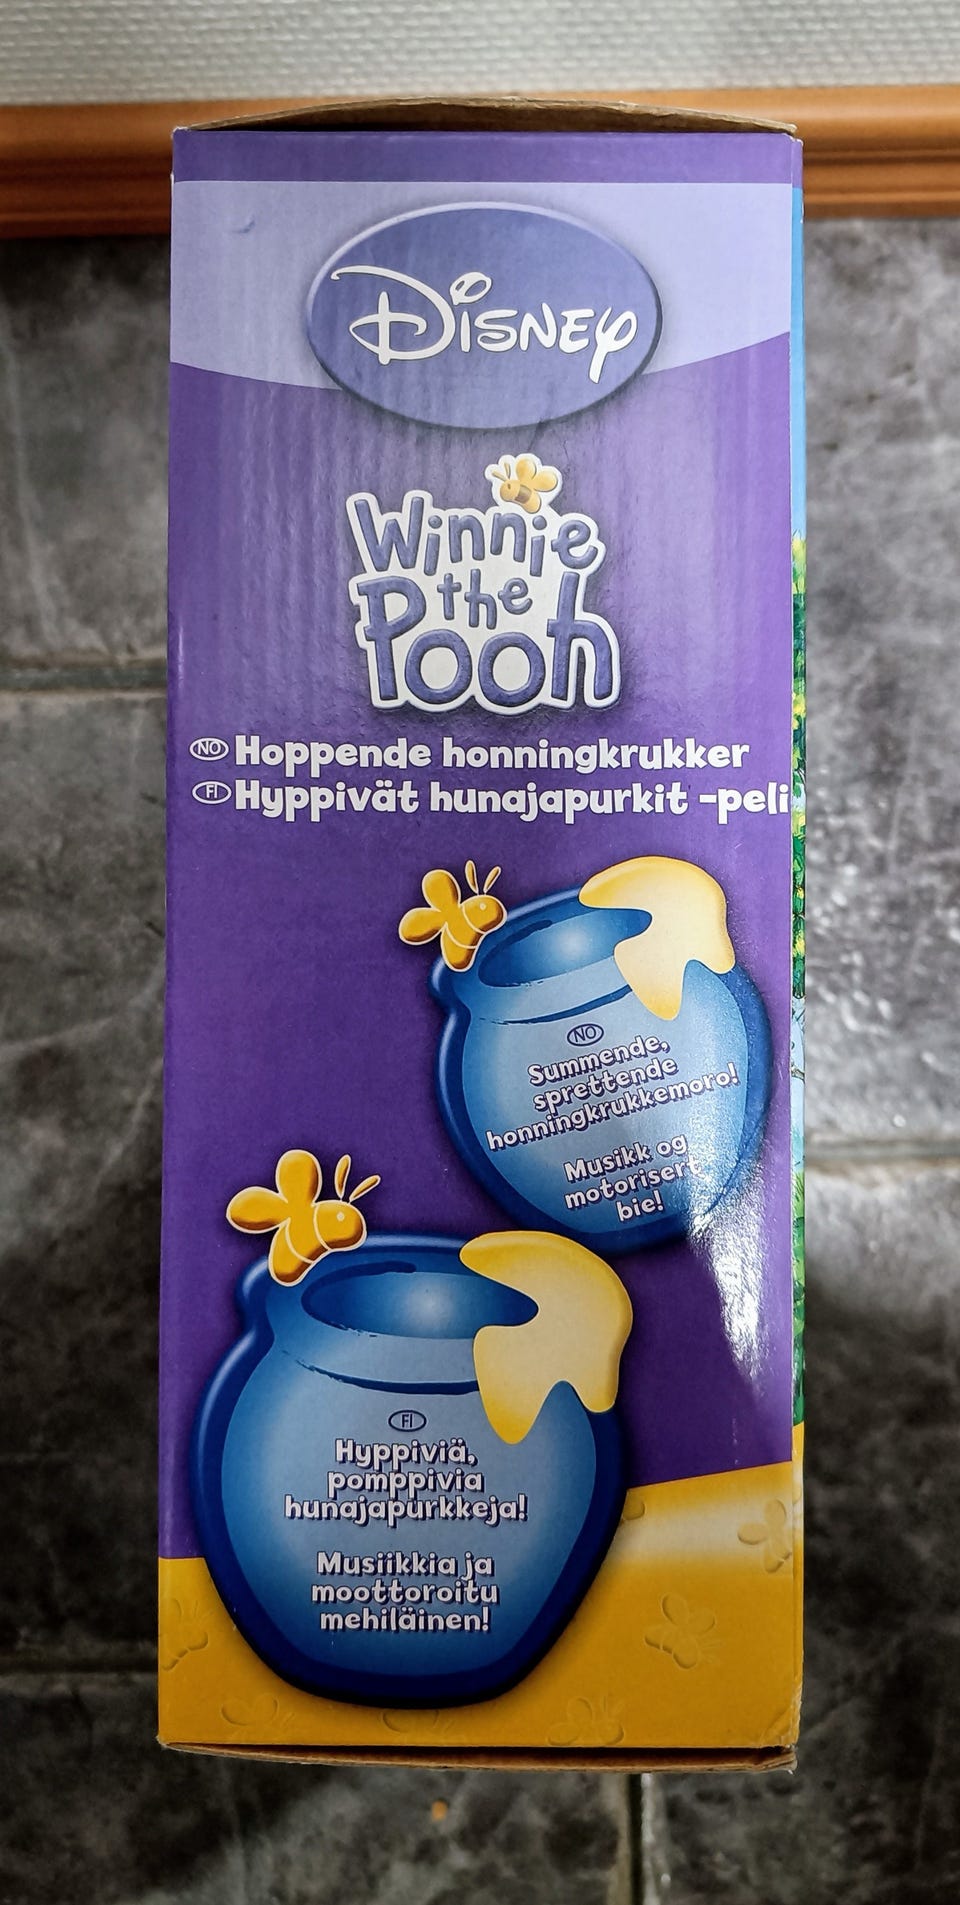 Disney
Winnie
the
Pooh
NO Hoppende honningkrukker
FI Hyppivät hunajapurkit -peli
NO
Summende,
sprettende
honningkrukkemoro!
Musikk og
motorisert
bie!
FI
Hyppiviä,
pomppivia
hunajapurkkeja!
Musiikkia ja
moottoroitu
mehiläinen!